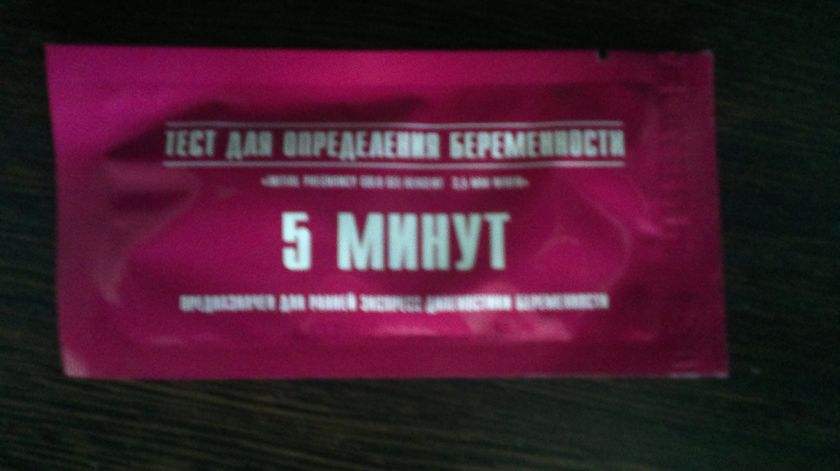 ТЕСТ ДЛЯ ОПРЕДЕЛЕНИЯ БЕРЕМЕННОСТИ
5 МИНУТ
ПРЕДНАЗНАЧЕН ДЛЯ РАННЕЙ ЭКСПРЕСС ДИАГНОСТИКИ БЕРЕМЕННОСТИ